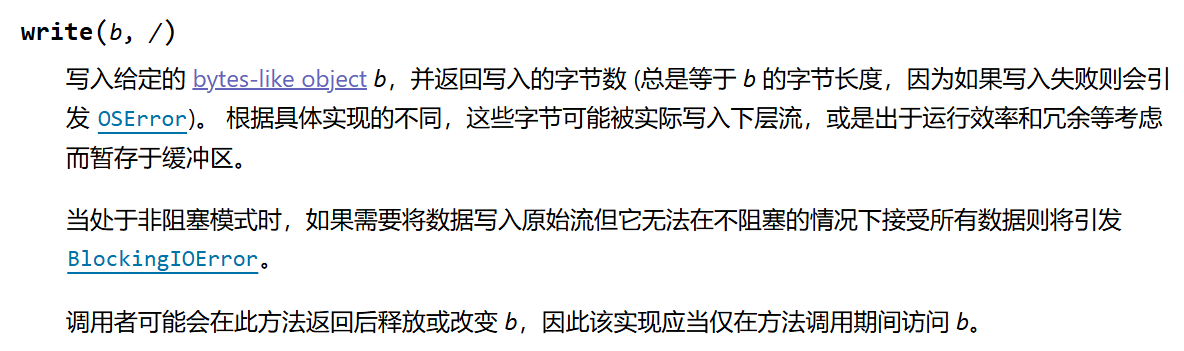 write(b, /)
写入给定的 bytes-like object b，并返回写入的字节数 (总是等于 b 的字节长度，因为如果写入失败则会引
发 OSError)。 根据具体实现的不同，这些字节可能被实际写入下层流，或是出于运行效率和冗余等考虑
而暂存于缓冲区。
当处于非阻塞模式时，如果需要将数据写入原始流但它无法在不阻塞的情况下接受所有数据则将引发
BlockingIOError。
调用者可能会在此方法返回后释放或改变 b，因此该实现应当仅在方法调用期间访问 b。